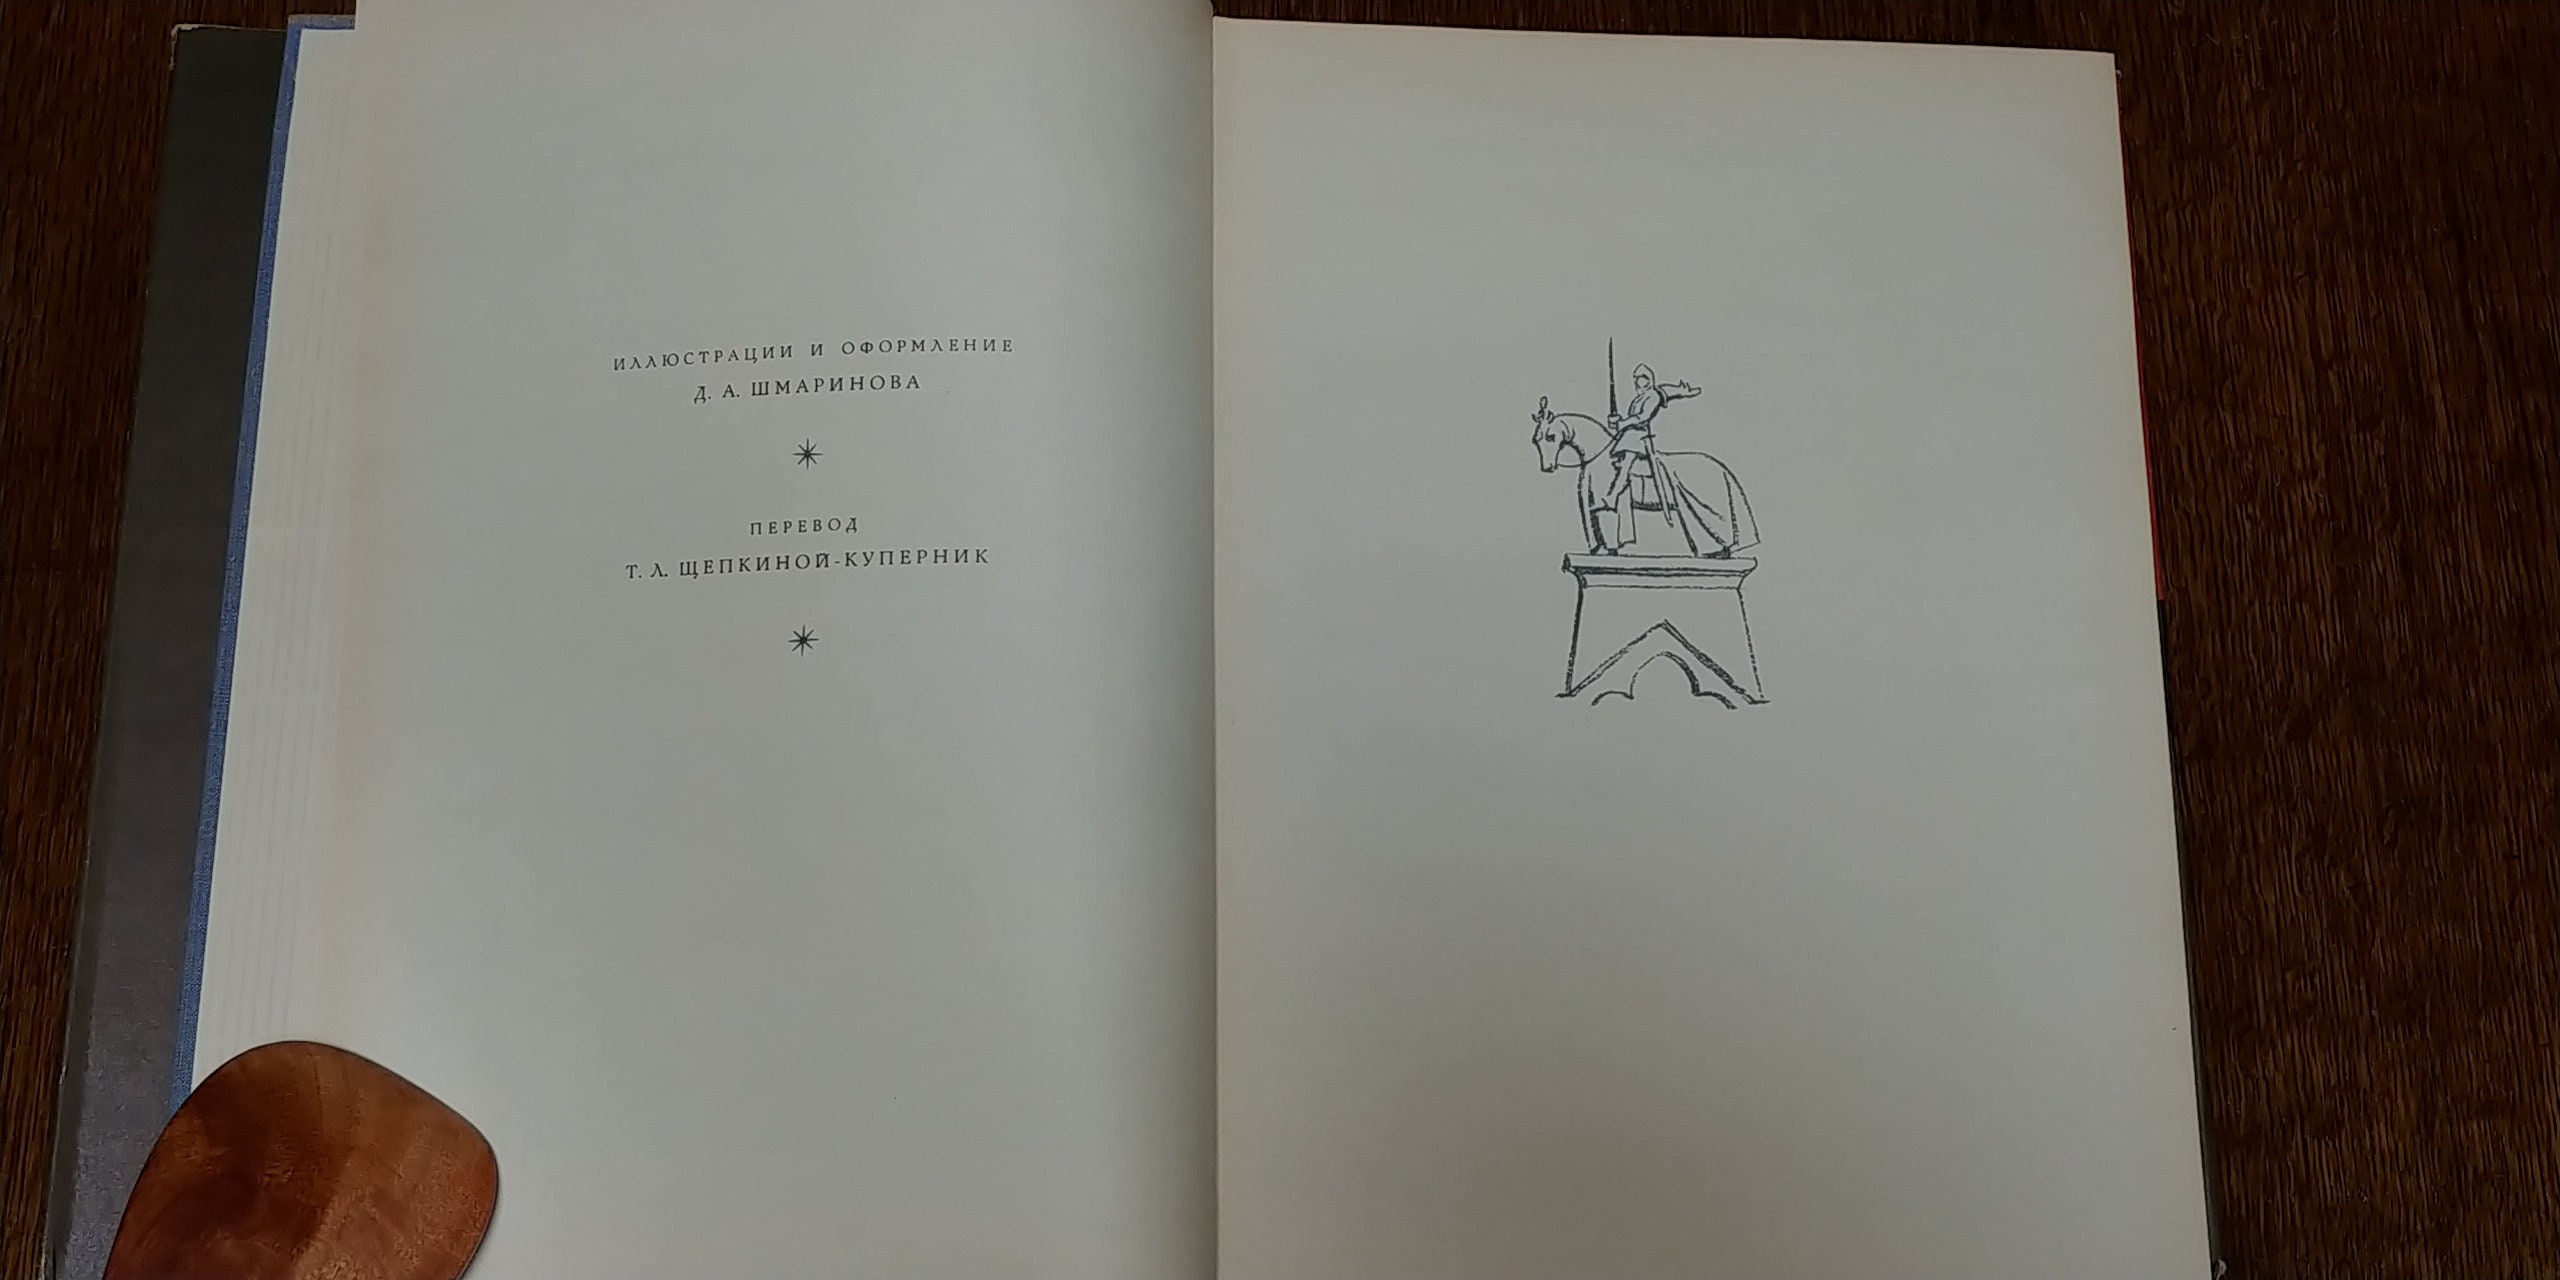 ИЛЛЮСТРАЦИИ И ОФОРМЛЕНИЕ
Д. А. ШМАРИНОВА
ПЕРЕВОД
Т. Л. ЩЕПКИНОЙ-КУПЕРНИК